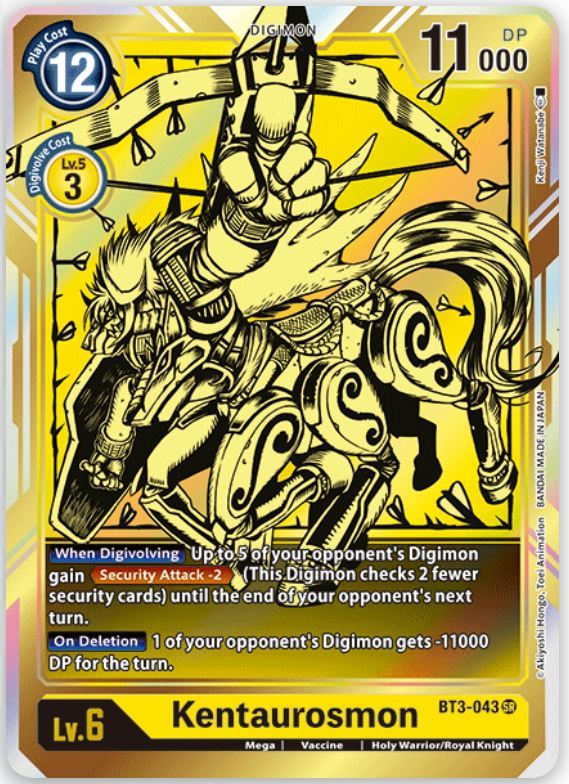 DIGIMON
Play Cost
12
11000
DP
Digivolve Cost
Lv.5
3
Kenji Watanabe
When Digivolving Up to 5 of your opponent's Digimon
gain Security Attack -2 (This Digimon checks 2 fewer
security cards) until the end of your opponent's next
turn.
On Deletion 1 of your opponent's Digimon gets -11000
DP for the turn.
©Akiyoshi Hongo, Toei Animation BANDAI MADE IN JAPAN
Lv.6
Kentaurosmon
BT3-043 SR
Mega | Vaccine | Holy Warrior/Royal Knight